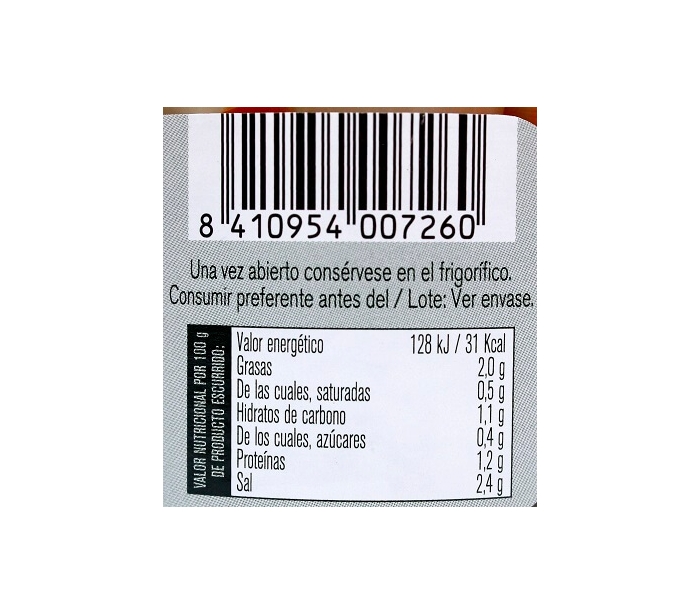 8 410954 007260
Una vez abierto consérvese en el frigorífico.
Consumir preferente antes del / Lote: Ver envase.
VALOR NUTRICIONAL POR 100 g
DE PRODUCTO ESCURRIDO:
Valor energético 128 kJ / 31 Kcal
Grasas 2,0 g
De las cuales, saturadas 0,5 g
Hidratos de carbono 1,1 g
De los cuales, azúcares 0,4 g
Proteínas 1,2 g
Sal 2,4 g